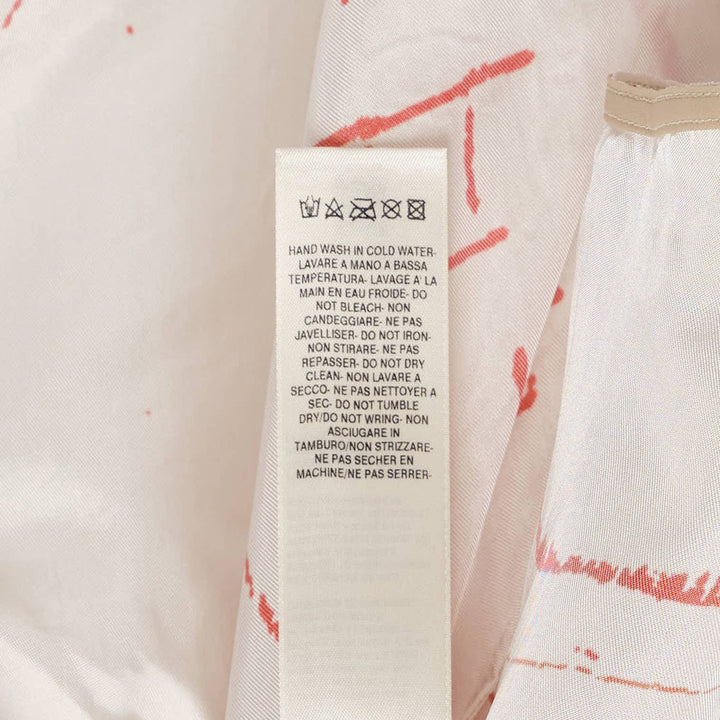 HAND WASH IN COLD WATER-
LAVARE A MANO A BASSA
TEMPERATURA- LAVAGE A' LA
MAIN EN EAU FROIDE- DO
NOT BLEACH- NON
CANDEGGIARE- NE PAS
JAVELLISER- DO NOT IRON-
NON STIRARE- NE PAS
REPASSER- DO NOT DRY
CLEAN- NON LAVARE A
SECCO- NE PAS NETTOYER A
SEC- DO NOT TUMBLE
DRY/DO NOT WRING- NON
ASCIUGARE IN
TAMBURO/NON STRIZZARE-
NE PAS SECHER EN
MACHINE/NE PAS SERRER-